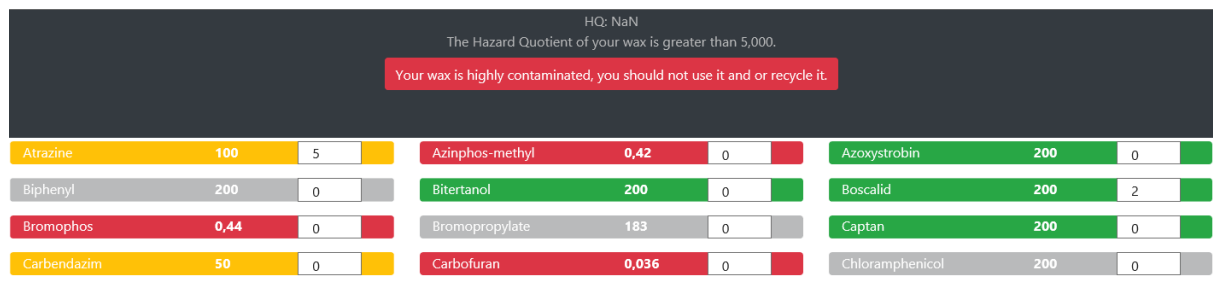 HQ: NaN
The Hazard Quotient of your wax is greater than 5,000.
Your wax is highly contaminated, you should not use it and or recycle it.
Atrazine 100 5 Azinphos-methyl 0,42 0 Azoxystrobin 200 0
Biphenyl 200 0 Bitertanol 200 0 Boscalid 200 2
Bromophos 0,44 0 Bromopropylate 183 0 Captan 200 0
Carbendazim 50 0 Carbofuran 0,036 0 Chloramphenicol 200 0